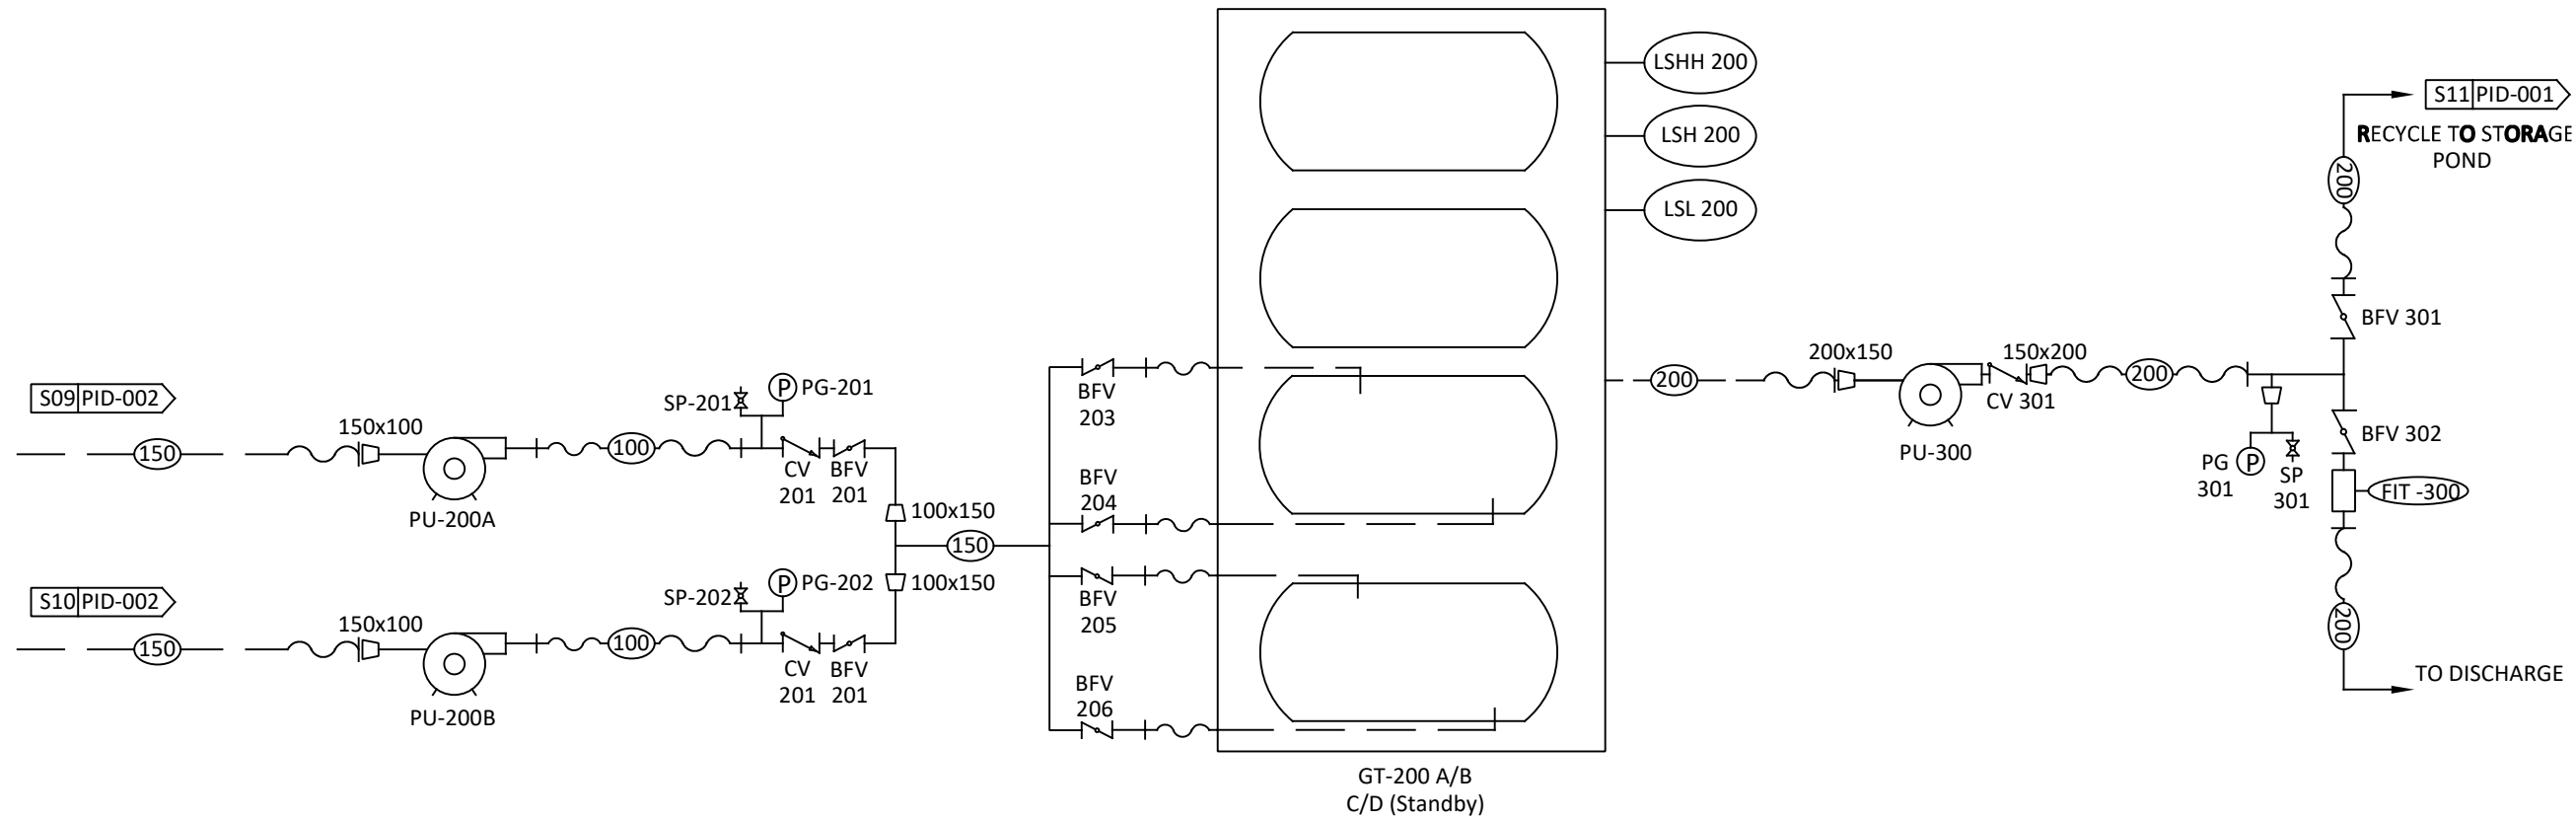 LSHH 200
LSH 200
LSL 200
S11 PID-001
RECYCLE TO STORAGE
POND
200
BFV 301
S09 PID-002
150
150x100
PU-200A
100
SP-201
PG-201
P
CV
201
BFV
201
100x150
150
S10 PID-002
150
150x100
PU-200B
100
SP-202
PG-202
P
CV
201
BFV
201
100x150
BFV
203
BFV
204
BFV
205
BFV
206
GT-200 A/B
C/D (Standby)
200
200x150
PU-300
150x200
CV 301
200
PG
301
P
SP
301
BFV 302
FIT -300
200
TO DISCHARGE